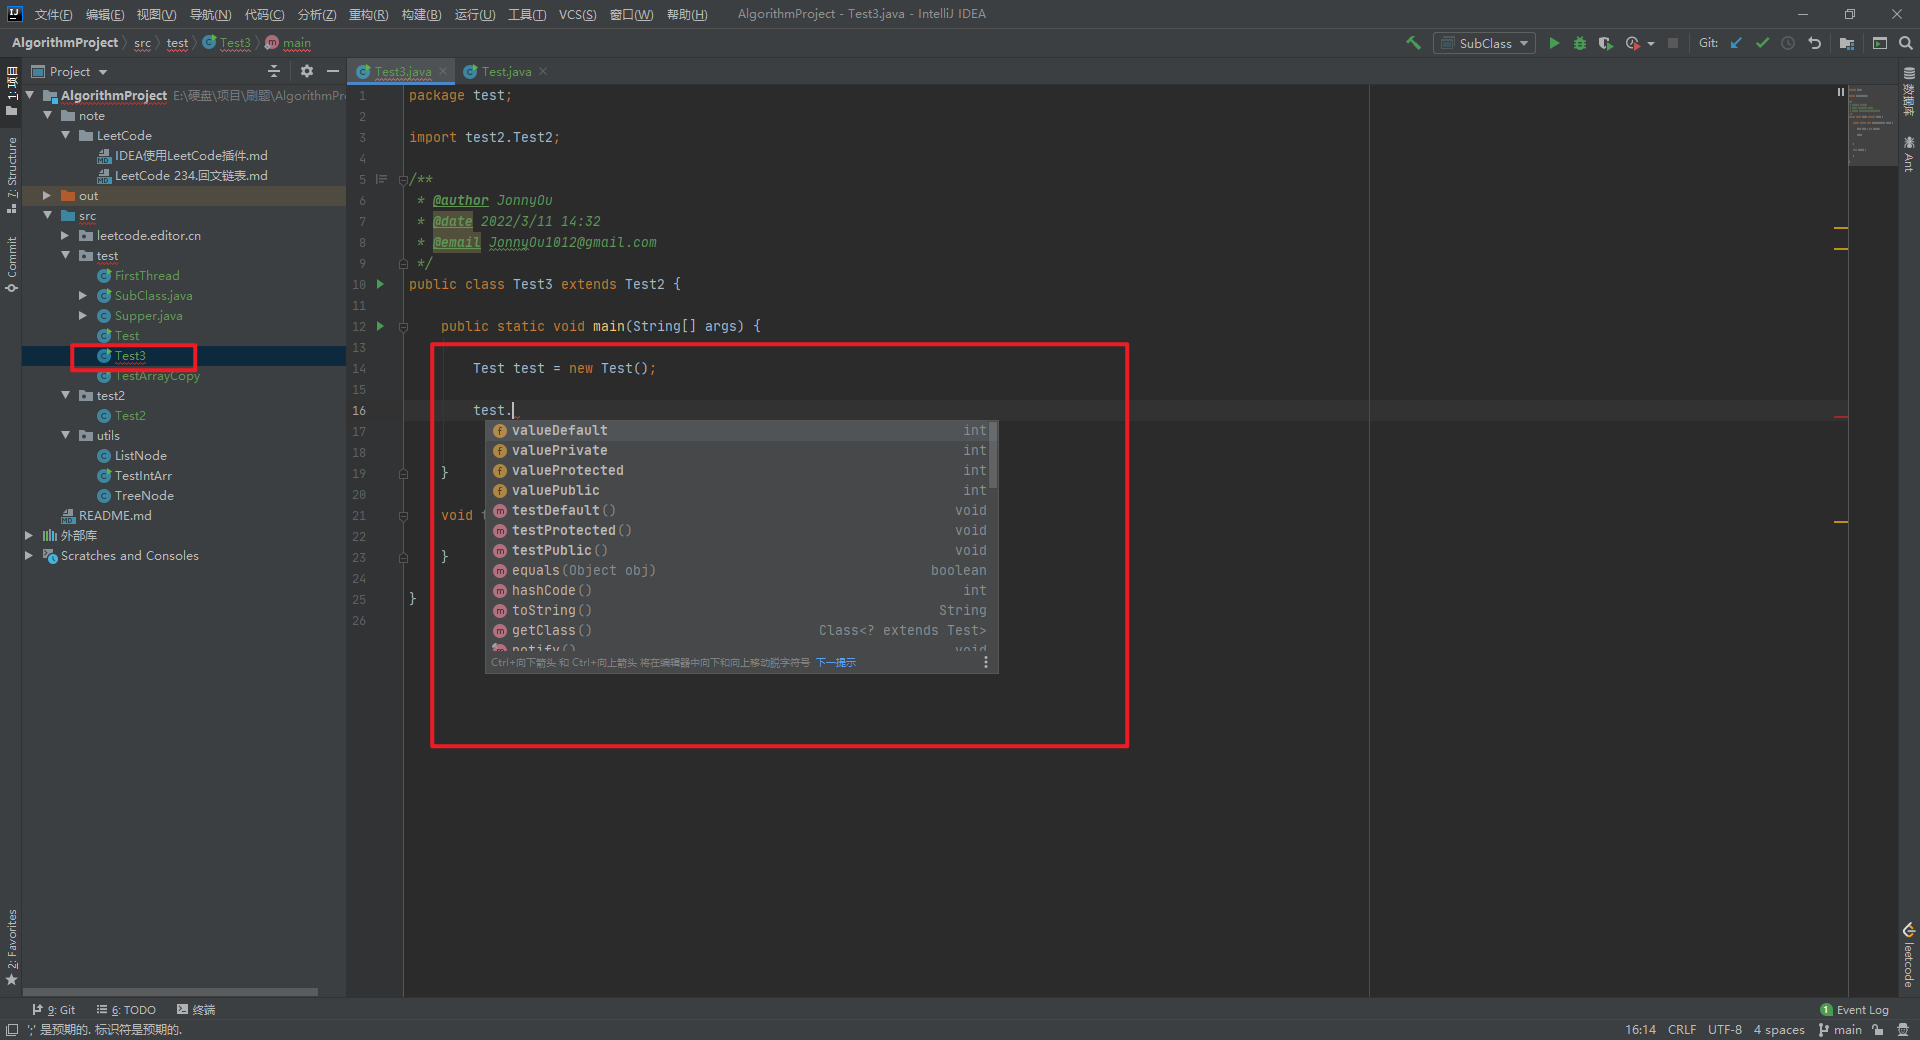 文件(F) 编辑(E) 视图(V) 导航(N) 代码(C) 分析(Z) 重构(R) 构建(B) 运行(U) 工具(T) VCS(S) 窗口(W) 帮助(H) AlgorithmProject - Test3.java - IntelliJ IDEA
AlgorithmProject src test Test3 main
SubClass
Git:
Project
Test3.java
Test.java
1: 项目
7: Structure
Commit
2: Favorites
AlgorithmProject E:\硬盘\项目\刷题\AlgorithmPr
note
LeetCode
IDEA使用LeetCode插件.md
LeetCode 234.回文链表.md
out
src
leetcode.editor.cn
test
FirstThread
SubClass.java
Supper.java
Test
Test3
TestArrayCopy
test2
Test2
utils
ListNode
TestIntArr
TreeNode
README.md
外部库
Scratches and Consoles
1 package test;
2
3 import test2.Test2;
4
5 /**
6 * @author JonnyOu
7 * @date 2022/3/11 14:32
8 * @email JonnyOu1012@gmail.com
9 */
10 public class Test3 extends Test2 {
11
12 public static void main(String[] args) {
13
14 Test test = new Test();
15
16 test.
17
18
19 }
20
21 void t
22
23 }
24
25 }
26
valueDefault int
valuePrivate int
valueProtected int
valuePublic int
testDefault() void
testProtected() void
testPublic() void
equals(Object obj) boolean
hashCode() int
toString() String
getClass() Class<? extends Test>
notify() void
Ctrl+向下箭头 和 Ctrl+向上箭头 将在编辑器中向下和向上移动脱字符号 下一提示
数据库
Ant
leetcode
9: Git 6: TODO 终端
1 Event Log
';' 是预期的. 标识符是预期的.
16:14 CRLF UTF-8 4 spaces main